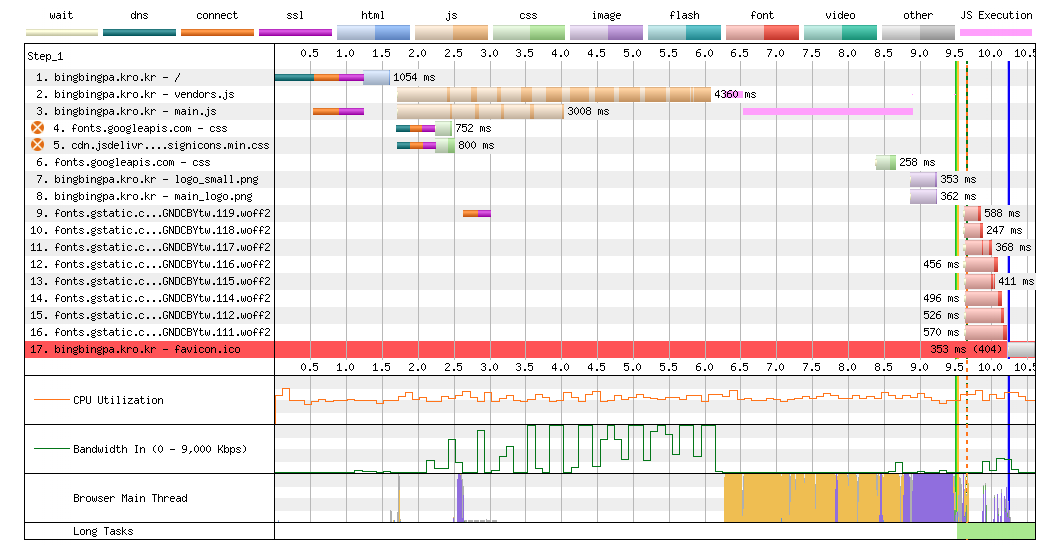 wait dns connect ssl html js css image flash font video other JS Execution
Step_1 0.5 1.0 1.5 2.0 2.5 3.0 3.5 4.0 4.5 5.0 5.5 6.0 6.5 7.0 7.5 8.0 8.5 9.0 9.5 10.0 10.5
1. bingbingpa.kro.kr - / 1054 ms
2. bingbingpa.kro.kr - vendors.js 4360 ms
3. bingbingpa.kro.kr - main.js 3008 ms
4. fonts.googleapis.com - css 752 ms
5. cdn.jsdelivr....signicons.min.css 800 ms
6. fonts.googleapis.com - css 258 ms
7. bingbingpa.kro.kr - logo_small.png 353 ms
8. bingbingpa.kro.kr - main_logo.png 362 ms
9. fonts.gstatic.c...GNDCBYtw.119.woff2 588 ms
10. fonts.gstatic.c...GNDCBYtw.118.woff2 247 ms
11. fonts.gstatic.c...GNDCBYtw.117.woff2 368 ms
12. fonts.gstatic.c...GNDCBYtw.116.woff2 456 ms
13. fonts.gstatic.c...GNDCBYtw.115.woff2 411 ms
14. fonts.gstatic.c...GNDCBYtw.114.woff2 496 ms
15. fonts.gstatic.c...GNDCBYtw.112.woff2 526 ms
16. fonts.gstatic.c...GNDCBYtw.111.woff2 570 ms
17. bingbingpa.kro.kr - favicon.ico 353 ms (404)
0.5 1.0 1.5 2.0 2.5 3.0 3.5 4.0 4.5 5.0 5.5 6.0 6.5 7.0 7.5 8.0 8.5 9.0 9.5 10.0 10.5
CPU Utilization
Bandwidth In (0 - 9,000 Kbps)
Browser Main Thread
Long Tasks